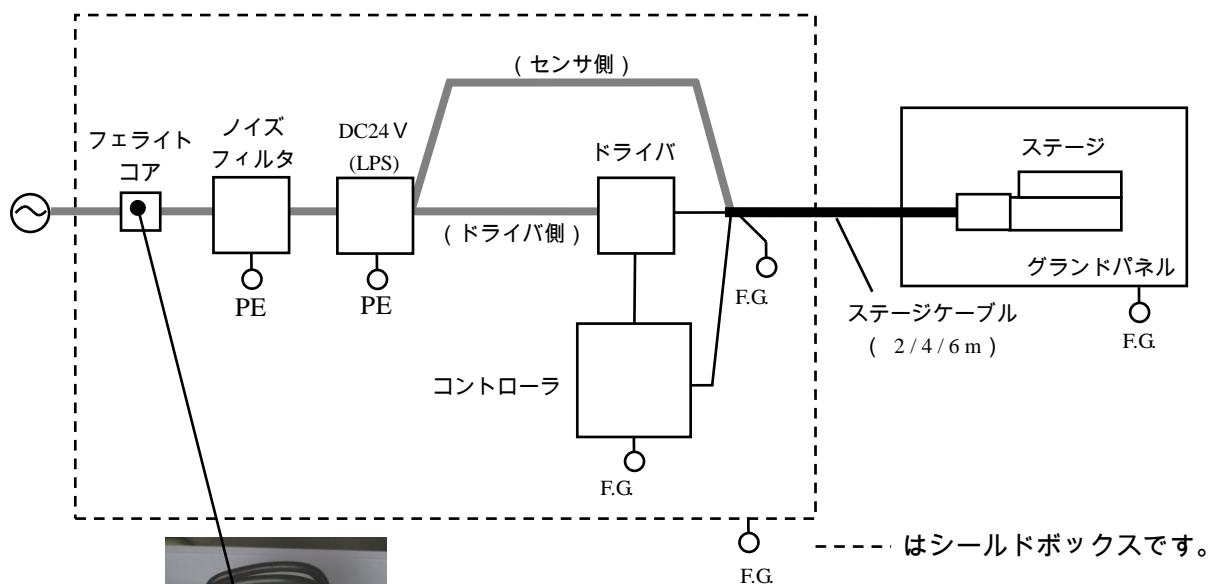 (センサ側)
フェライト
コア
ノイズ
フィルタ
DC24V
(LPS)
ドライバ
ステージ
(ドライバ側)
PE
PE
F.G.
グランドパネル
F.G.
ステージケーブル
( 2/4/6m )
コントローラ
F.G.
F.G.
----- はシールドボックスです。